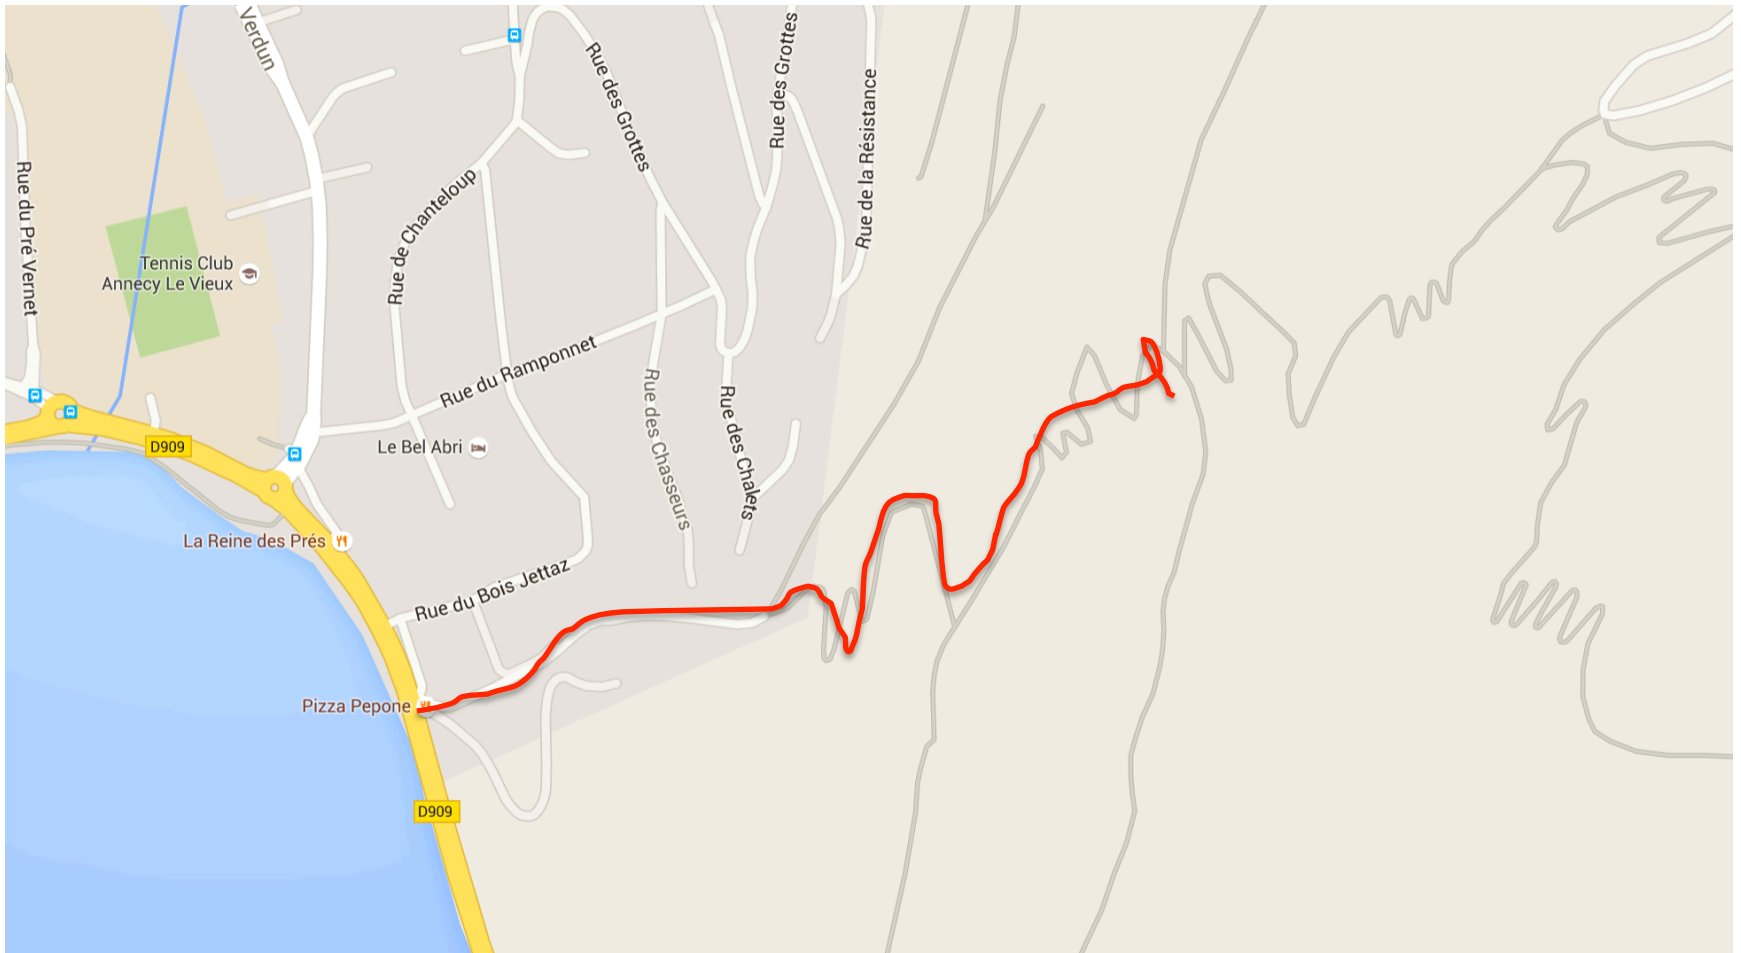 Verdun
Rue des Grottes
Rue des Grottes
Rue de la Résistance
Rue du Pré Vernet
Rue de Chanteloup
Tennis Club
Annecy Le Vieux
Rue du Ramponnet
Rue des Chasseurs
Rue des Chalets
D909
Le Bel Abri
La Reine des Prés
Rue du Bois Jettaz
Pizza Pepone
D909